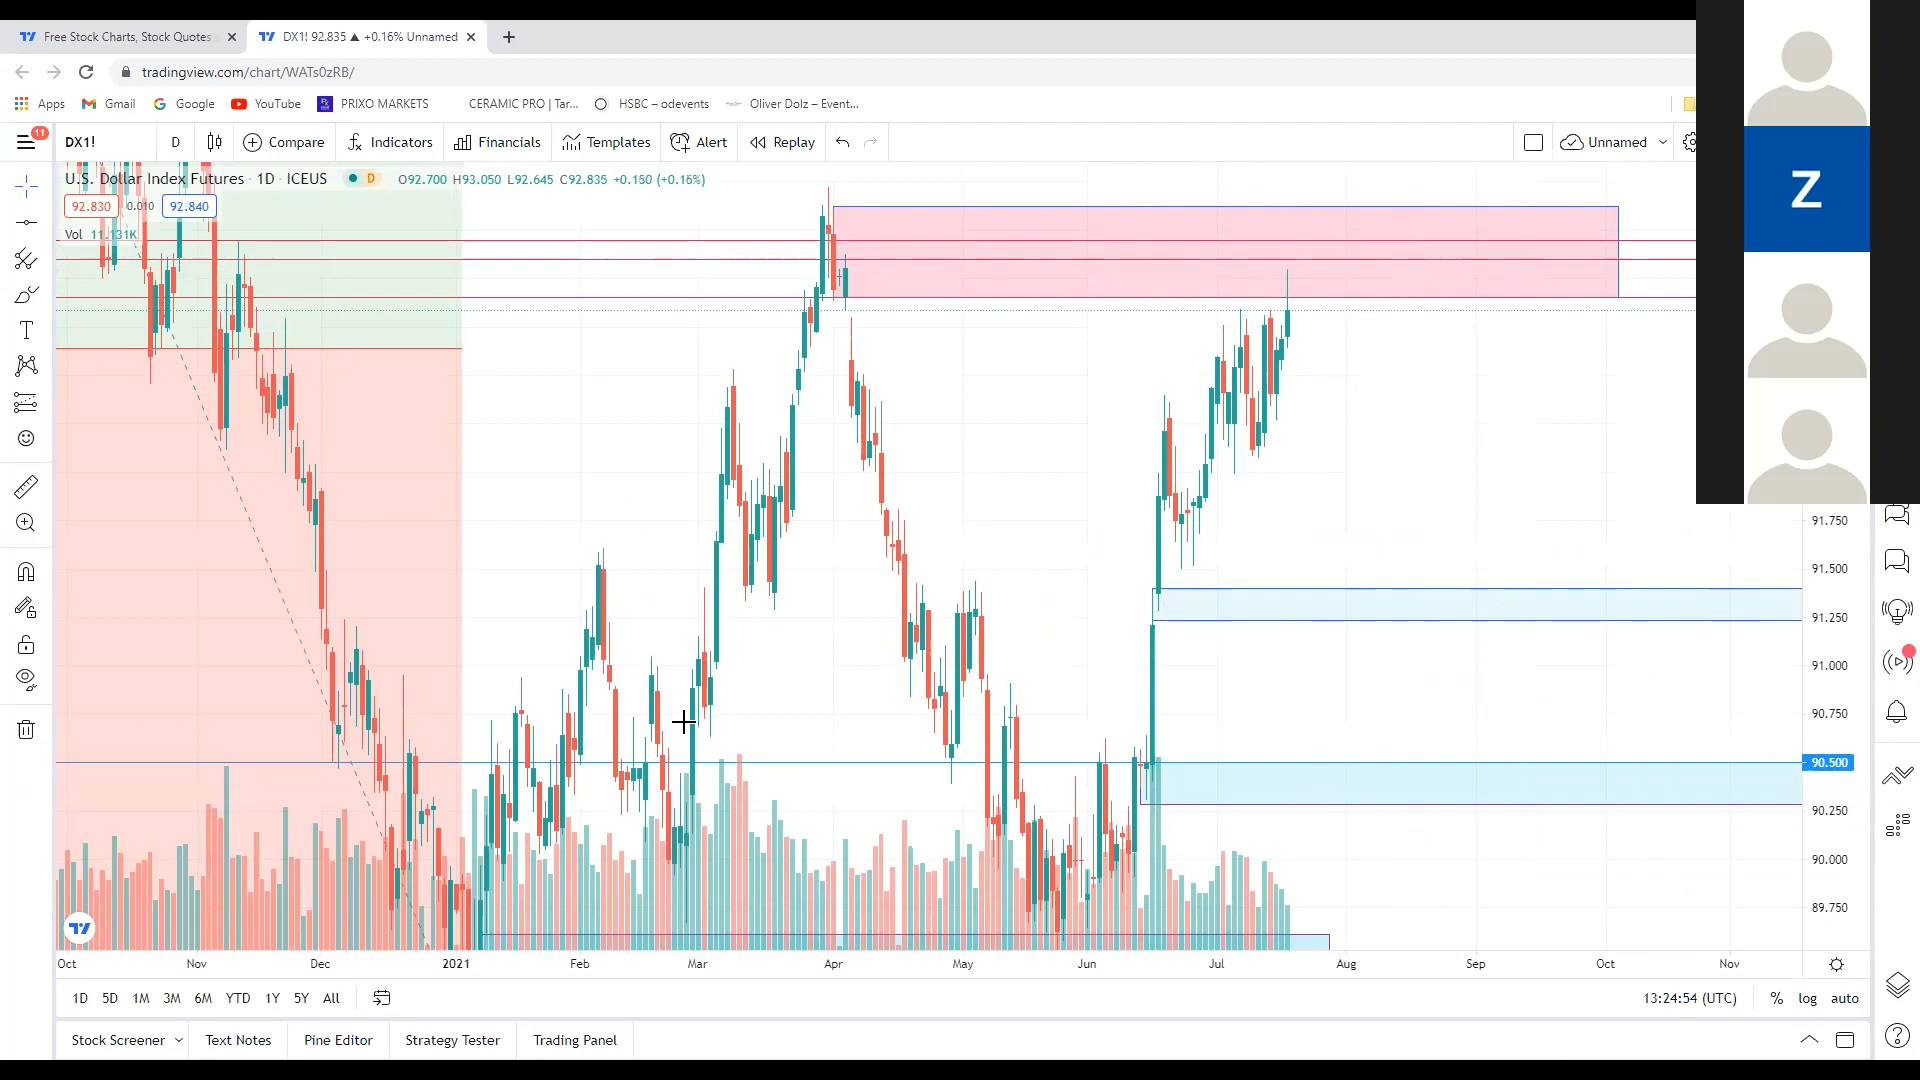 Free Stock Charts, Stock Quotes
DX1! 92.835 ▲ +0.16% Unnamed
tradingview.com/chart/WATs0zRB/
Apps
Gmail
Google
YouTube
PRIXO MARKETS
CERAMIC PRO | Tar...
HSBC – odevents
Oliver Dolz – Event...
11
DX1!
D
Compare
Indicators
Financials
Templates
Alert
Replay
Unnamed
U.S. Dollar Index Futures · 1D · ICEUS
D
O92.700 H93.050 L92.645 C92.835 +0.150 (+0.16%)
92.830
0.010
92.840
Vol 11.131K
Z
91.750
91.500
91.250
91.000
90.750
90.500
90.250
90.000
89.750
Oct
Nov
Dec
2021
Feb
Mar
Apr
May
Jun
Jul
Aug
Sep
Oct
Nov
1D 5D 1M 3M 6M YTD 1Y 5Y All
13:24:54 (UTC)
% log auto
Stock Screener
Text Notes
Pine Editor
Strategy Tester
Trading Panel